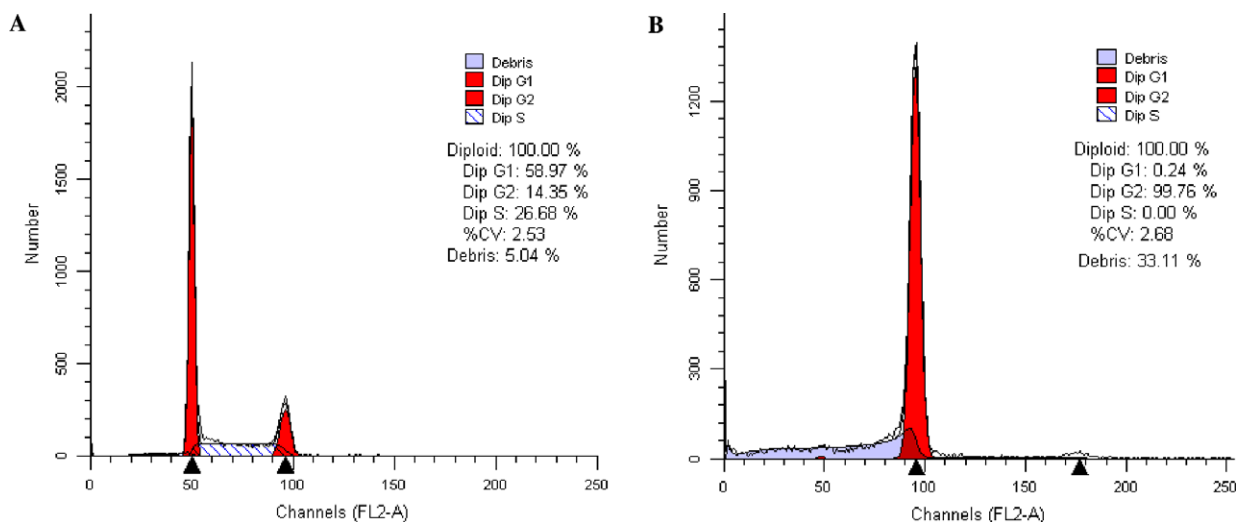 A
2000
1500
1000
500
0
Number
0 50 100 150 200 250
Channels (FL2-A)
Debris
Dip G1
Dip G2
Dip S
Diploid: 100.00 %
Dip G1: 58.97 %
Dip G2: 14.35 %
Dip S: 26.68 %
%CV: 2.53
Debris: 5.04 %
B
1200
900
600
300
0
Number
0 50 100 150 200 250
Channels (FL2-A)
Debris
Dip G1
Dip G2
Dip S
Diploid: 100.00 %
Dip G1: 0.24 %
Dip G2: 99.76 %
Dip S: 0.00 %
%CV: 2.68
Debris: 33.11 %